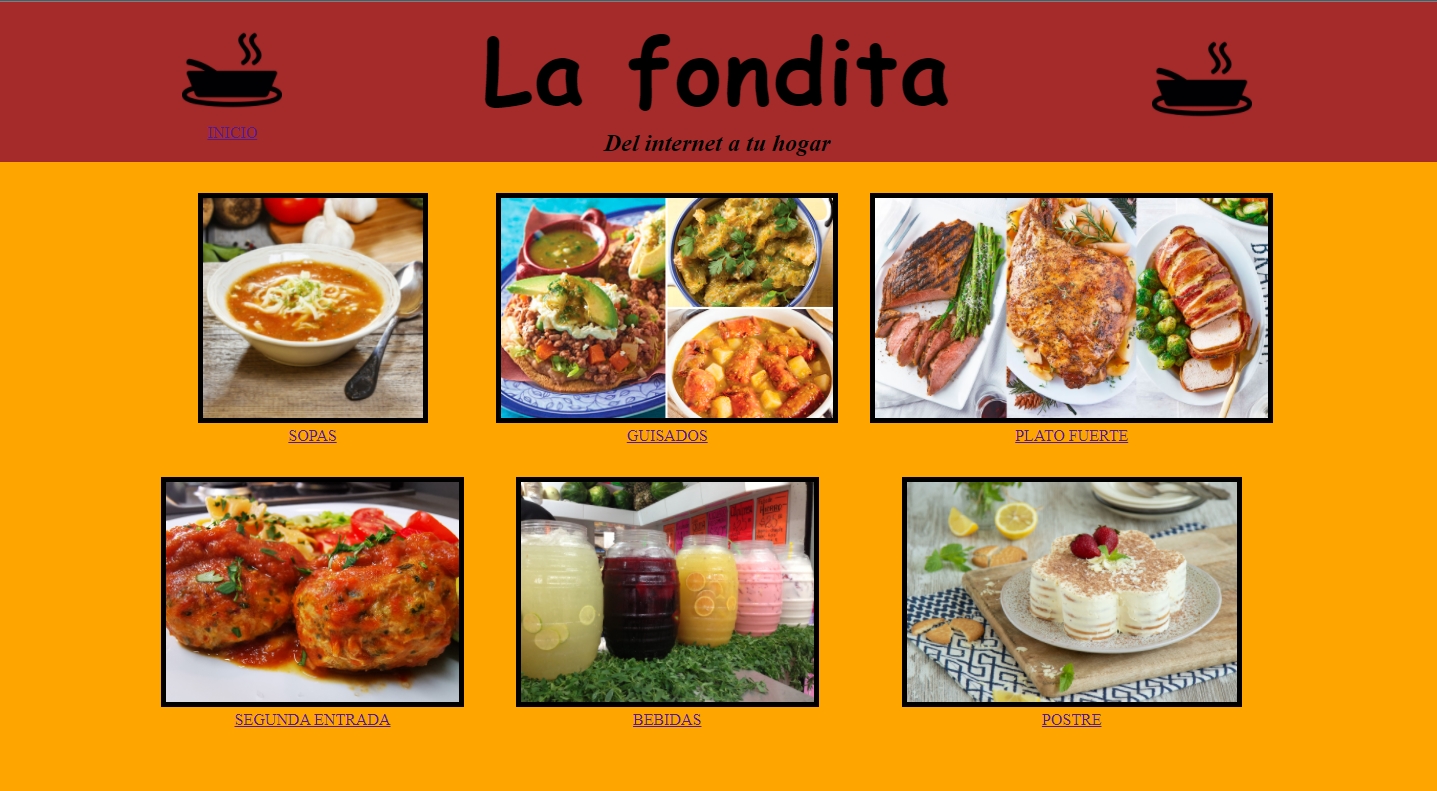 La fondita
INICIO
Del internet a tu hogar
SOPAS
GUISADOS
PLATO FUERTE
SEGUNDA ENTRADA
BEBIDAS
POSTRE